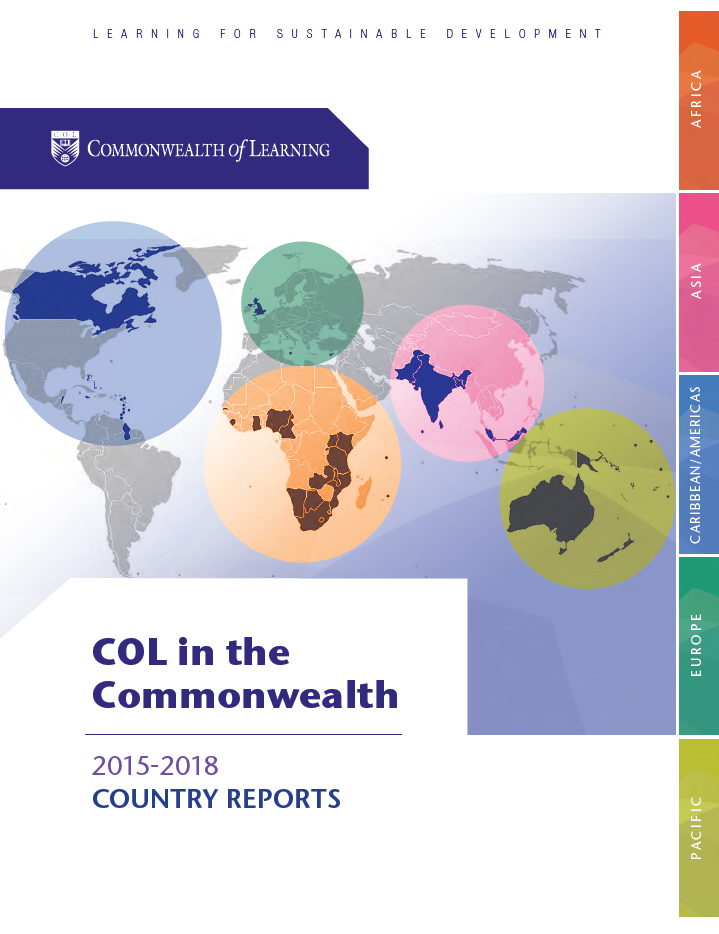 LEARNING FOR SUSTAINABLE DEVELOPMENT
COL
COMMONWEALTH of LEARNING
AFRICA
ASIA
CARIBBEAN/AMERICAS
EUROPE
PACIFIC
COL in the
Commonwealth
2015-2018
COUNTRY REPORTS